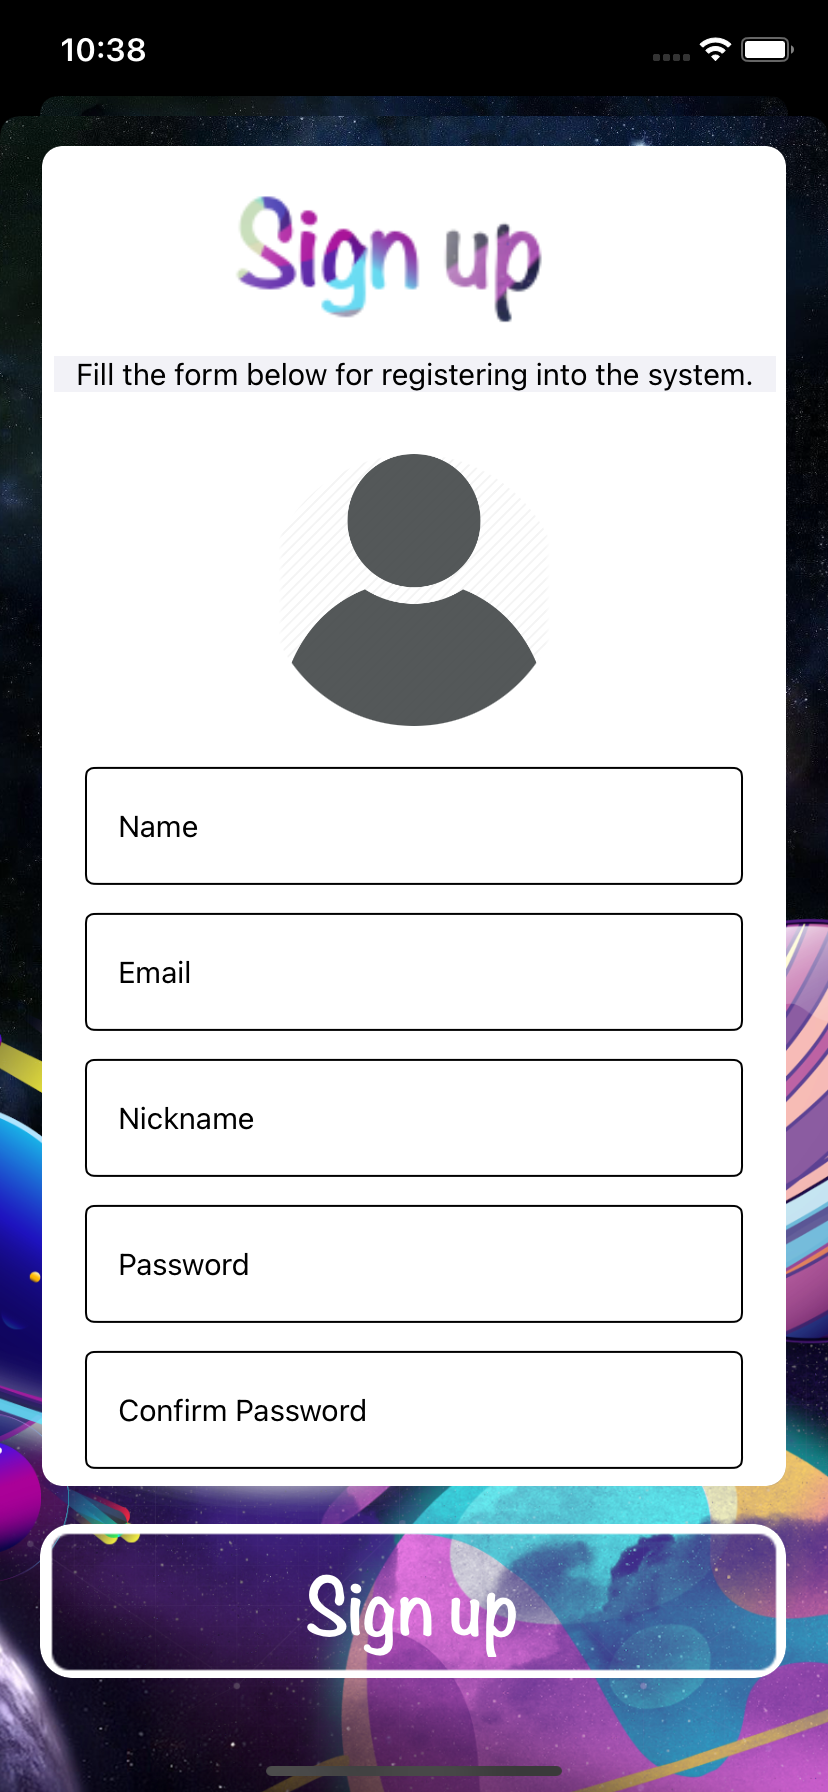 10:38
Sign up
Fill the form below for registering into the system.
Name
Email
Nickname
Password
Confirm Password
Sign up